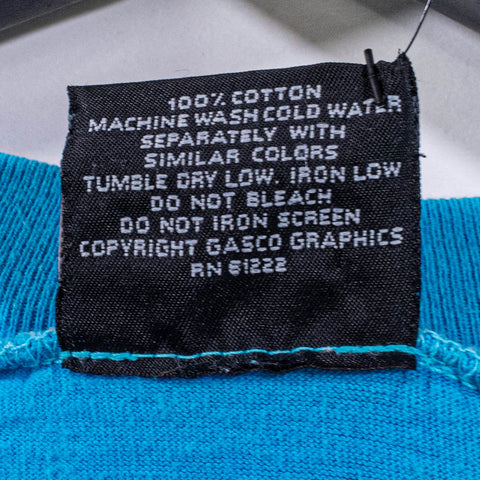 100% COTTON
MACHINE WASH COLD WATER
SEPARATELY WITH
SIMILAR COLORS
TUMBLE DRY LOW. IRON LOW
DO NOT BLEACH
DO NOT IRON SCREEN
COPYRIGHT GASCO GRAPHICS
RN 61222